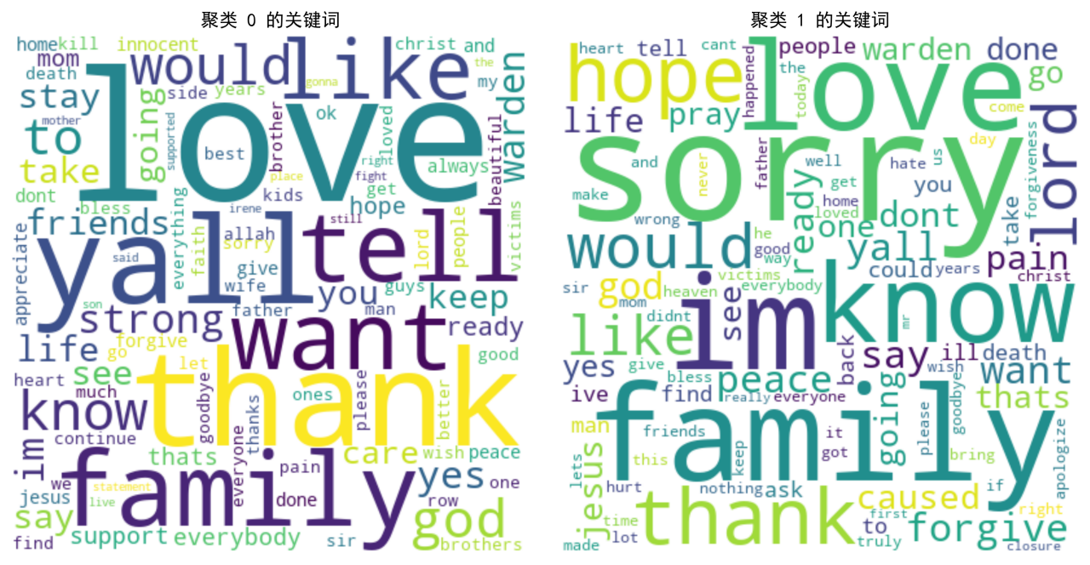 聚类 0 的关键词
homekill innocent christ and the
mom would like my
death side years gonna
stay love warden
to going supported ok
mother brother loved
take best right always beautiful
dont place fight
bless kids get
friends everything irene hope still
yall allah tell lord people victims
appreciate said faith sorry
give you guys keep
son wife father man
strong want ready
life forgive go let good
heart see thank
much goodbye ones please better
know continue everyone thanks
im thats care wish peace
we family pain yes one
jesus statement live done row
say god
find support everybody sir brothers
聚类 1 的关键词
heart tell cant people warden done
hope happened love the today go
life pray come lord
sorry day
and never father well hate us forgiveness
make get you
wrong home loved take
would he ready one dont
good yall pain
sir way could years christ
god mom heaven victims everybody
didnt im see know mr
like back say ill death
yes give bless peace wish want
ive find really everyone thats
man friends family going please goodbye
this keep it got bring
lets jesus hurt nothing ask if apologize
time thank caused
lot first right
made to truly forgive closure